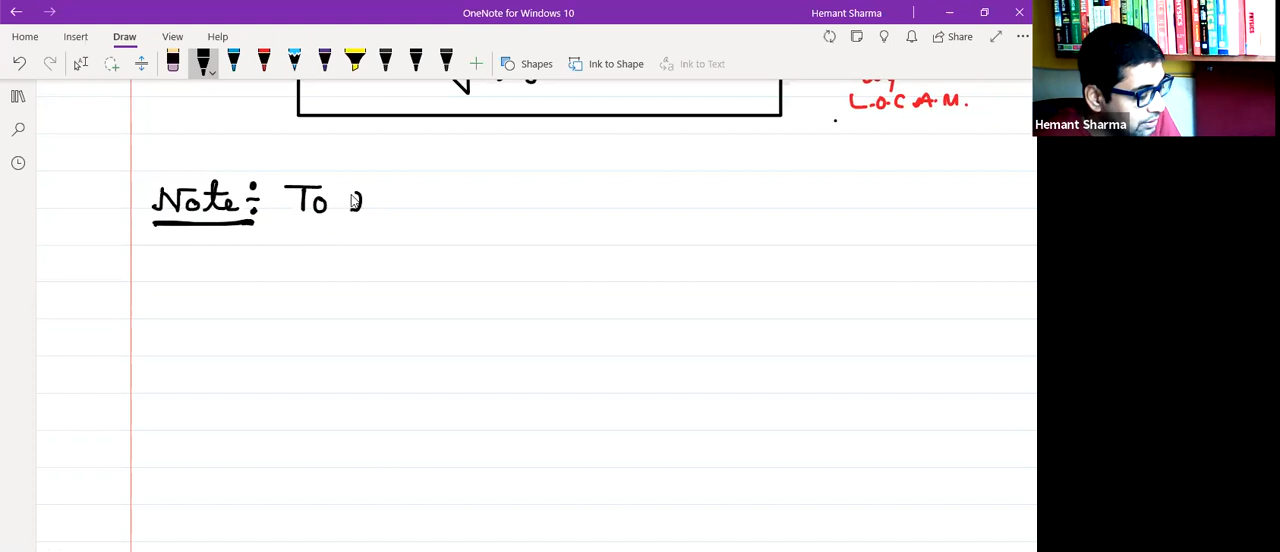 OneNote for Windows 10
Hemant Sharma
Home Insert Draw View Help
Share
Shapes Ink to Shape Ink to Text
L.O.C.A.M.
Hemant Sharma
Note:- To
PHYSICS